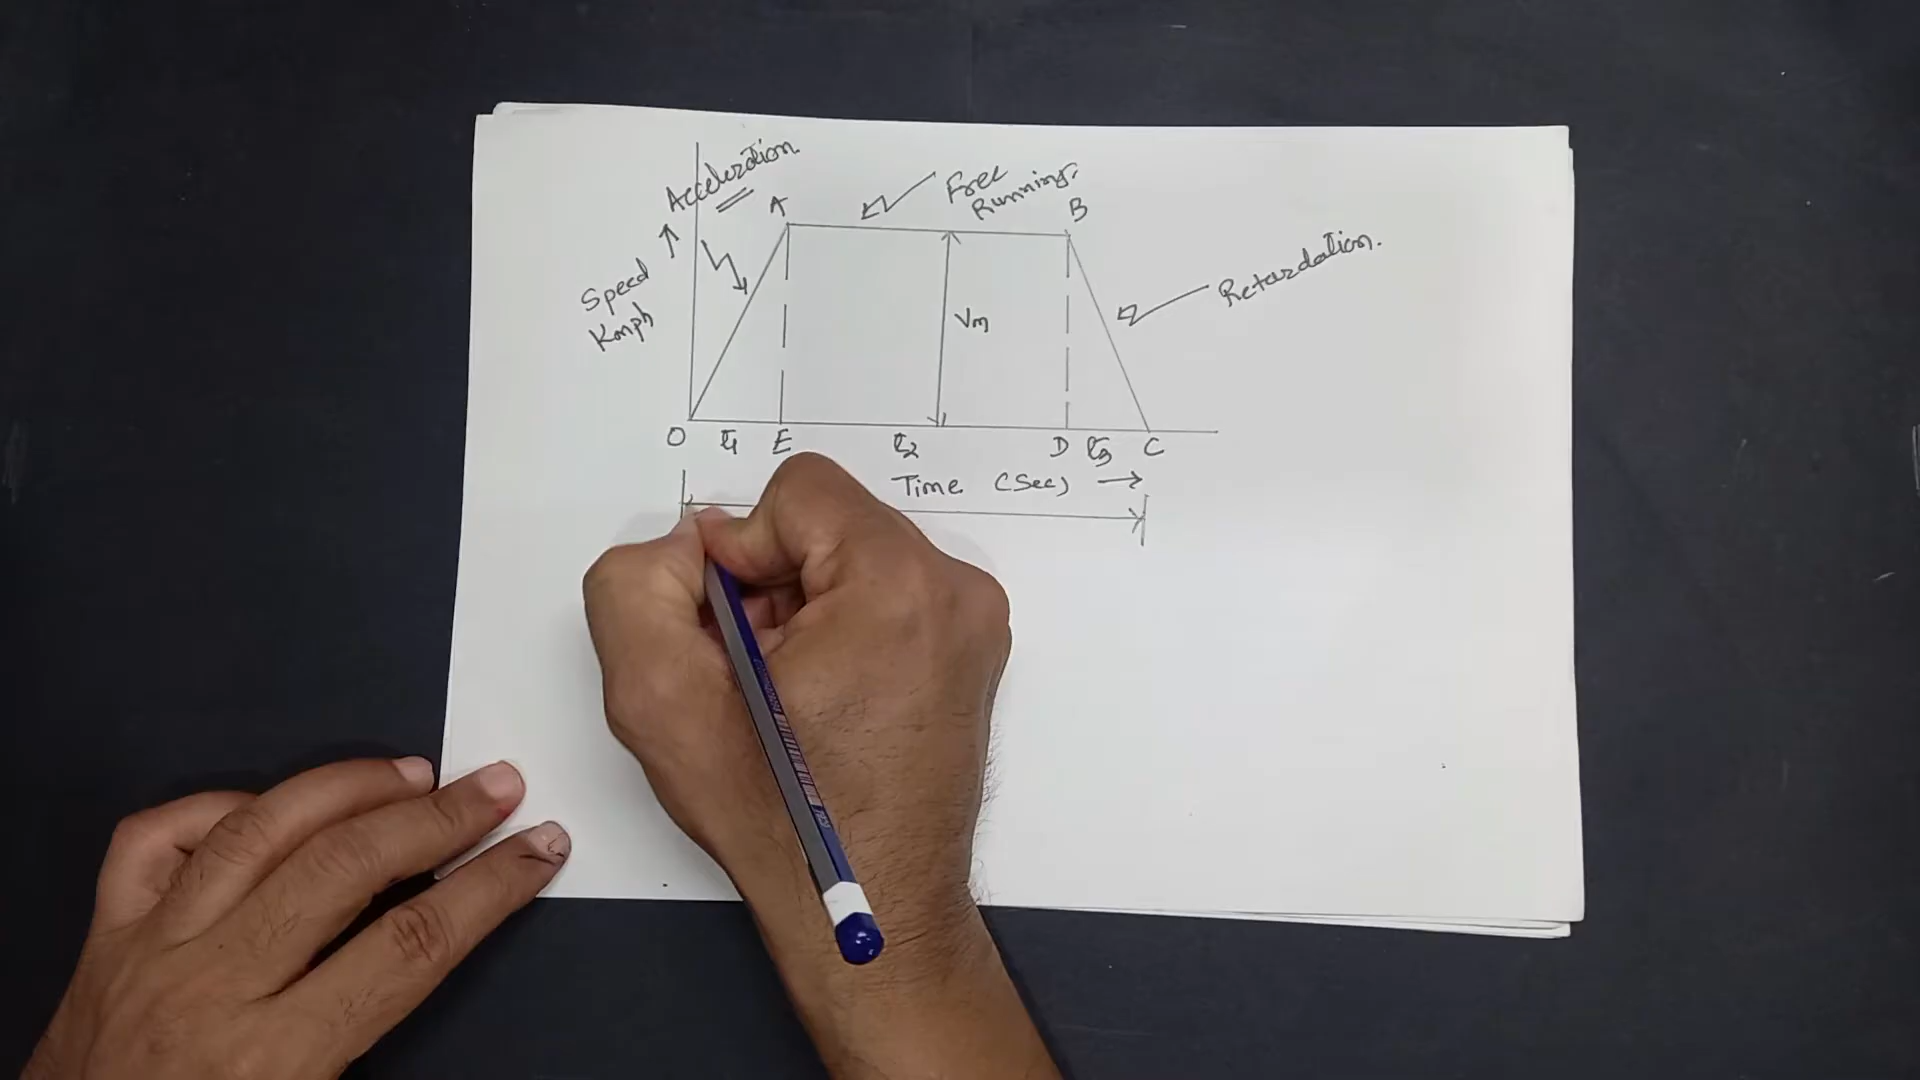 Acceleration
A
Free
Running.
B
Speed
Kmph
Vm
Retardation.
O t1 E t2 D t3 C
Time (Sec)